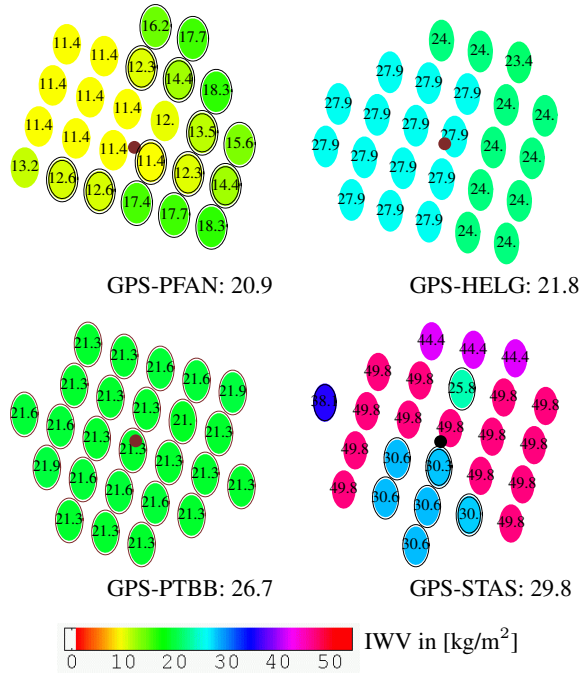 16.2 17.7
11.4 11.4 12.3 14.4 18.3
11.4 11.4 11.4 12. 13.5 15.6
11.4 11.4 11.4 11.4 12.3 14.4
13.2 12.6 12.6 17.4 17.7 18.3
GPS-PFAN: 20.9
24. 24. 23.4
27.9 27.9 27.9 24. 24.
27.9 27.9 27.9 27.9 24. 24.
27.9 27.9 27.9 27.9 24. 24.
27.9 27.9 27.9 24. 24.
GPS-HELG: 21.8
21.3 21.3 21.6 21.6 21.9
21.3 21.3 21.3 21. 21.3
21.6 21.6 21.3 21.3 21.3 21.3 21.3
21.9 21.6 21.6 21.3 21.3
21.3 21.3 21.3
GPS-PTBB: 26.7
44.4 44.4 44.4
49.8 49.8 25.8 49.8 49.8
38.1 49.8 49.8 49.8 49.8 49.8
49.8 30.6 30.3 49.8 49.8
49.8 30.6 30.6 30. 49.8
30.6
GPS-STAS: 29.8
IWV in [kg/m²]
0 10 20 30 40 50